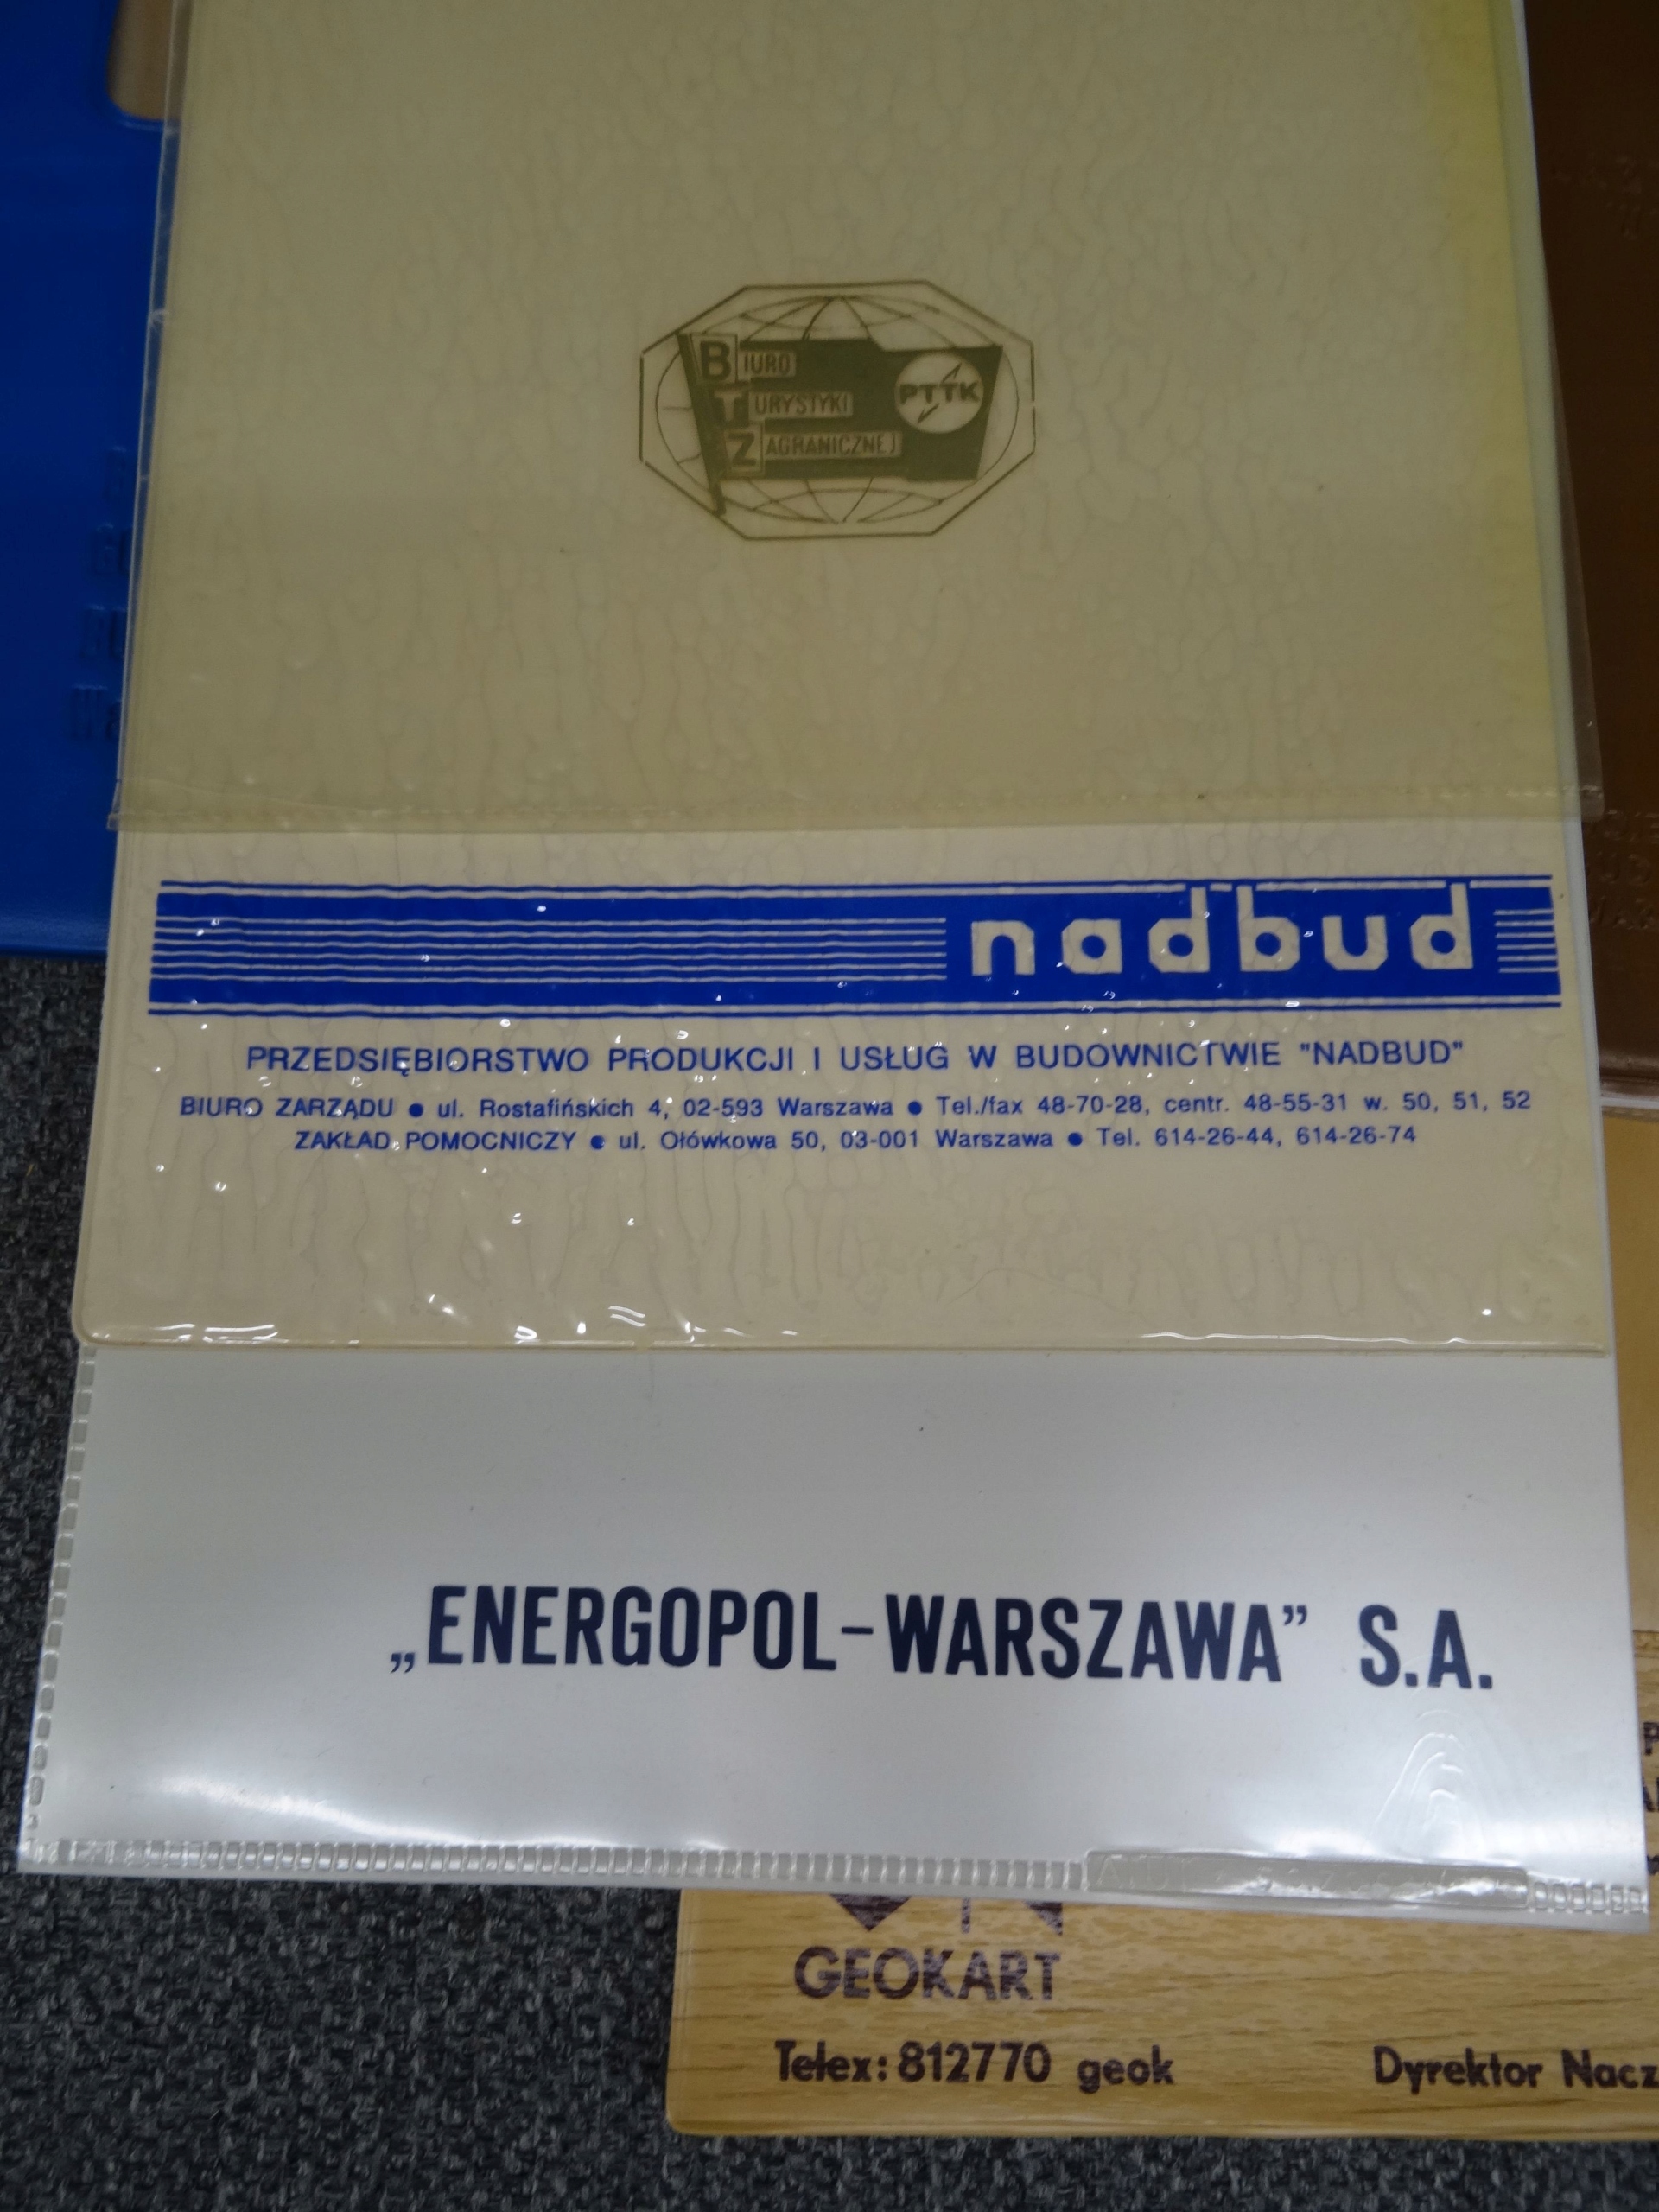 BIURO
TURYSTYKI
ZAGRANICZNEJ
PTTK
nadbud
PRZEDSIĘBIORSTWO PRODUKCJI I USŁUG W BUDOWNICTWIE "NADBUD"
BIURO ZARZĄDU ● ul. Rostafińskich 4, 02-593 Warszawa ● Tel./fax 48-70-28, centr. 48-55-31 w. 50, 51, 52
ZAKŁAD POMOCNICZY ● ul. Ołówkowa 50, 03-001 Warszawa ● Tel. 614-26-44, 614-26-74
„ENERGOPOL-WARSZAWA” S.A.
GEOKART
Telex: 812770 geok
Dyrektor Nacz